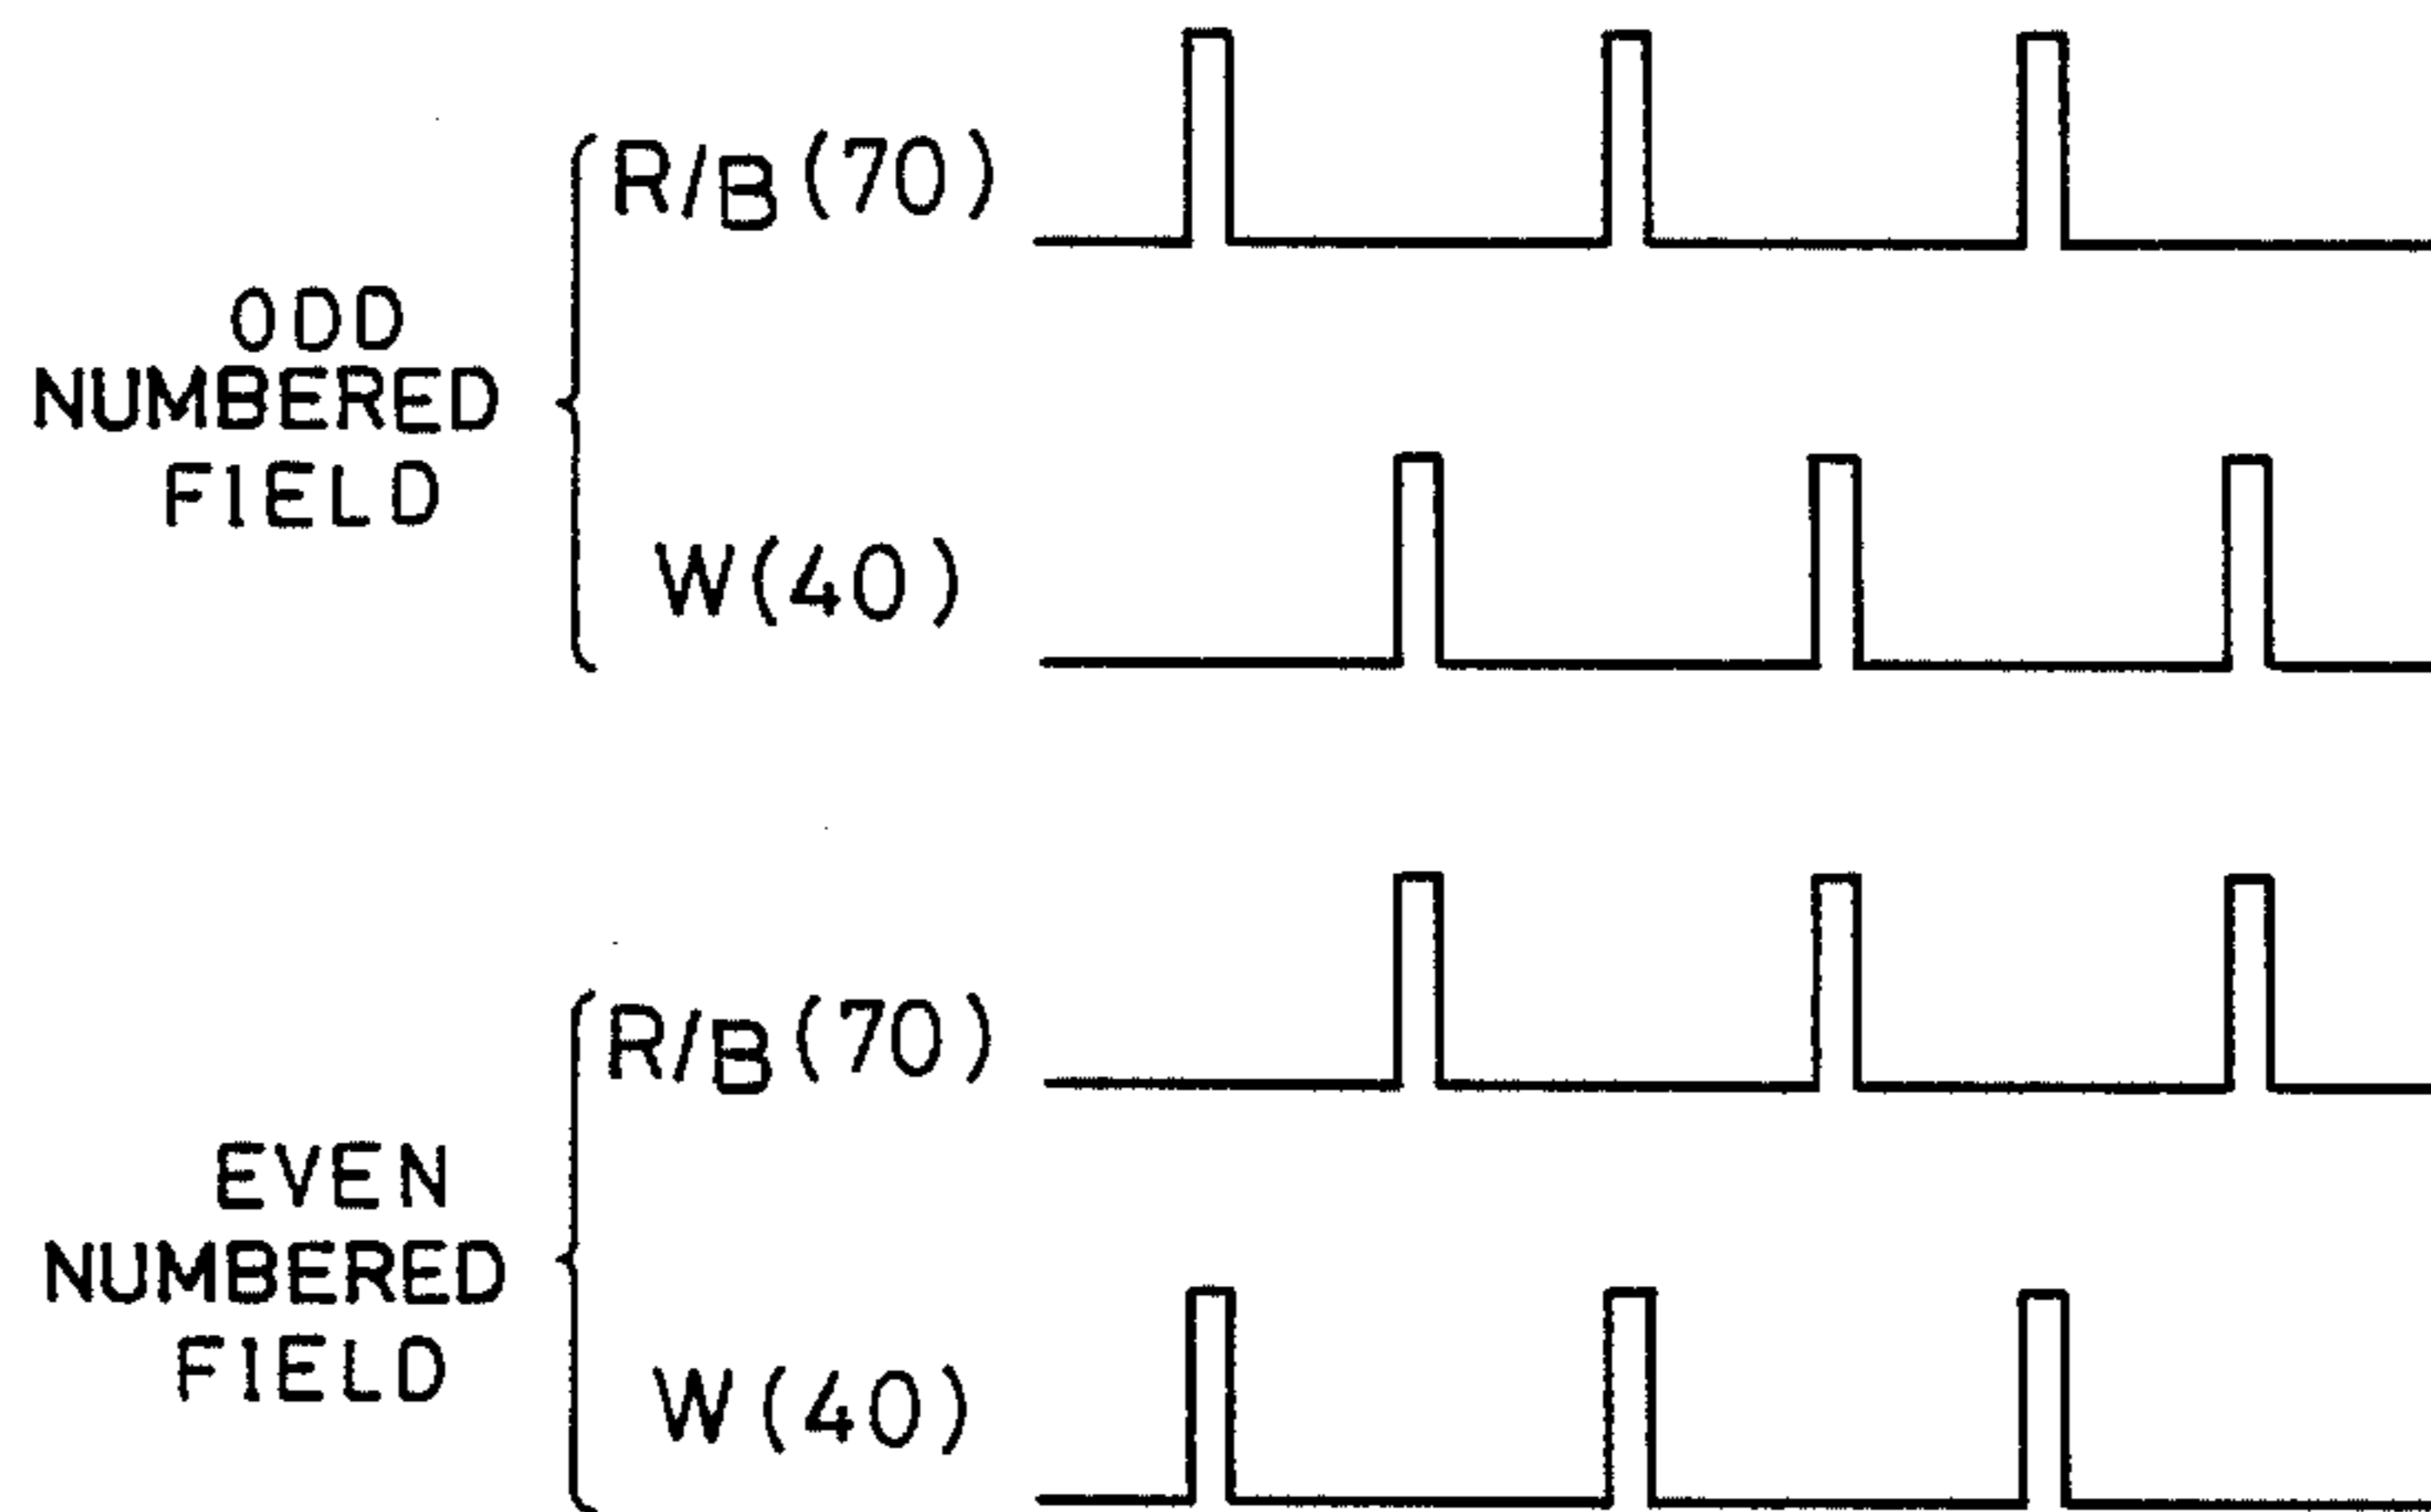 R/B(70)
ODD
NUMBERED
FIELD
W(40)
R/B(70)
EVEN
NUMBERED
FIELD
W(40)